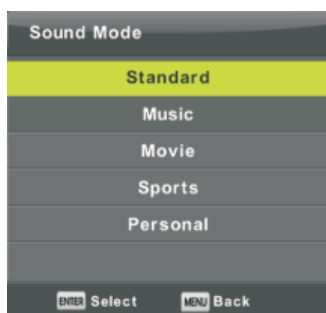 Sound Mode
Standard
Music
Movie
Sports
Personal
ENTER Select MENU Back